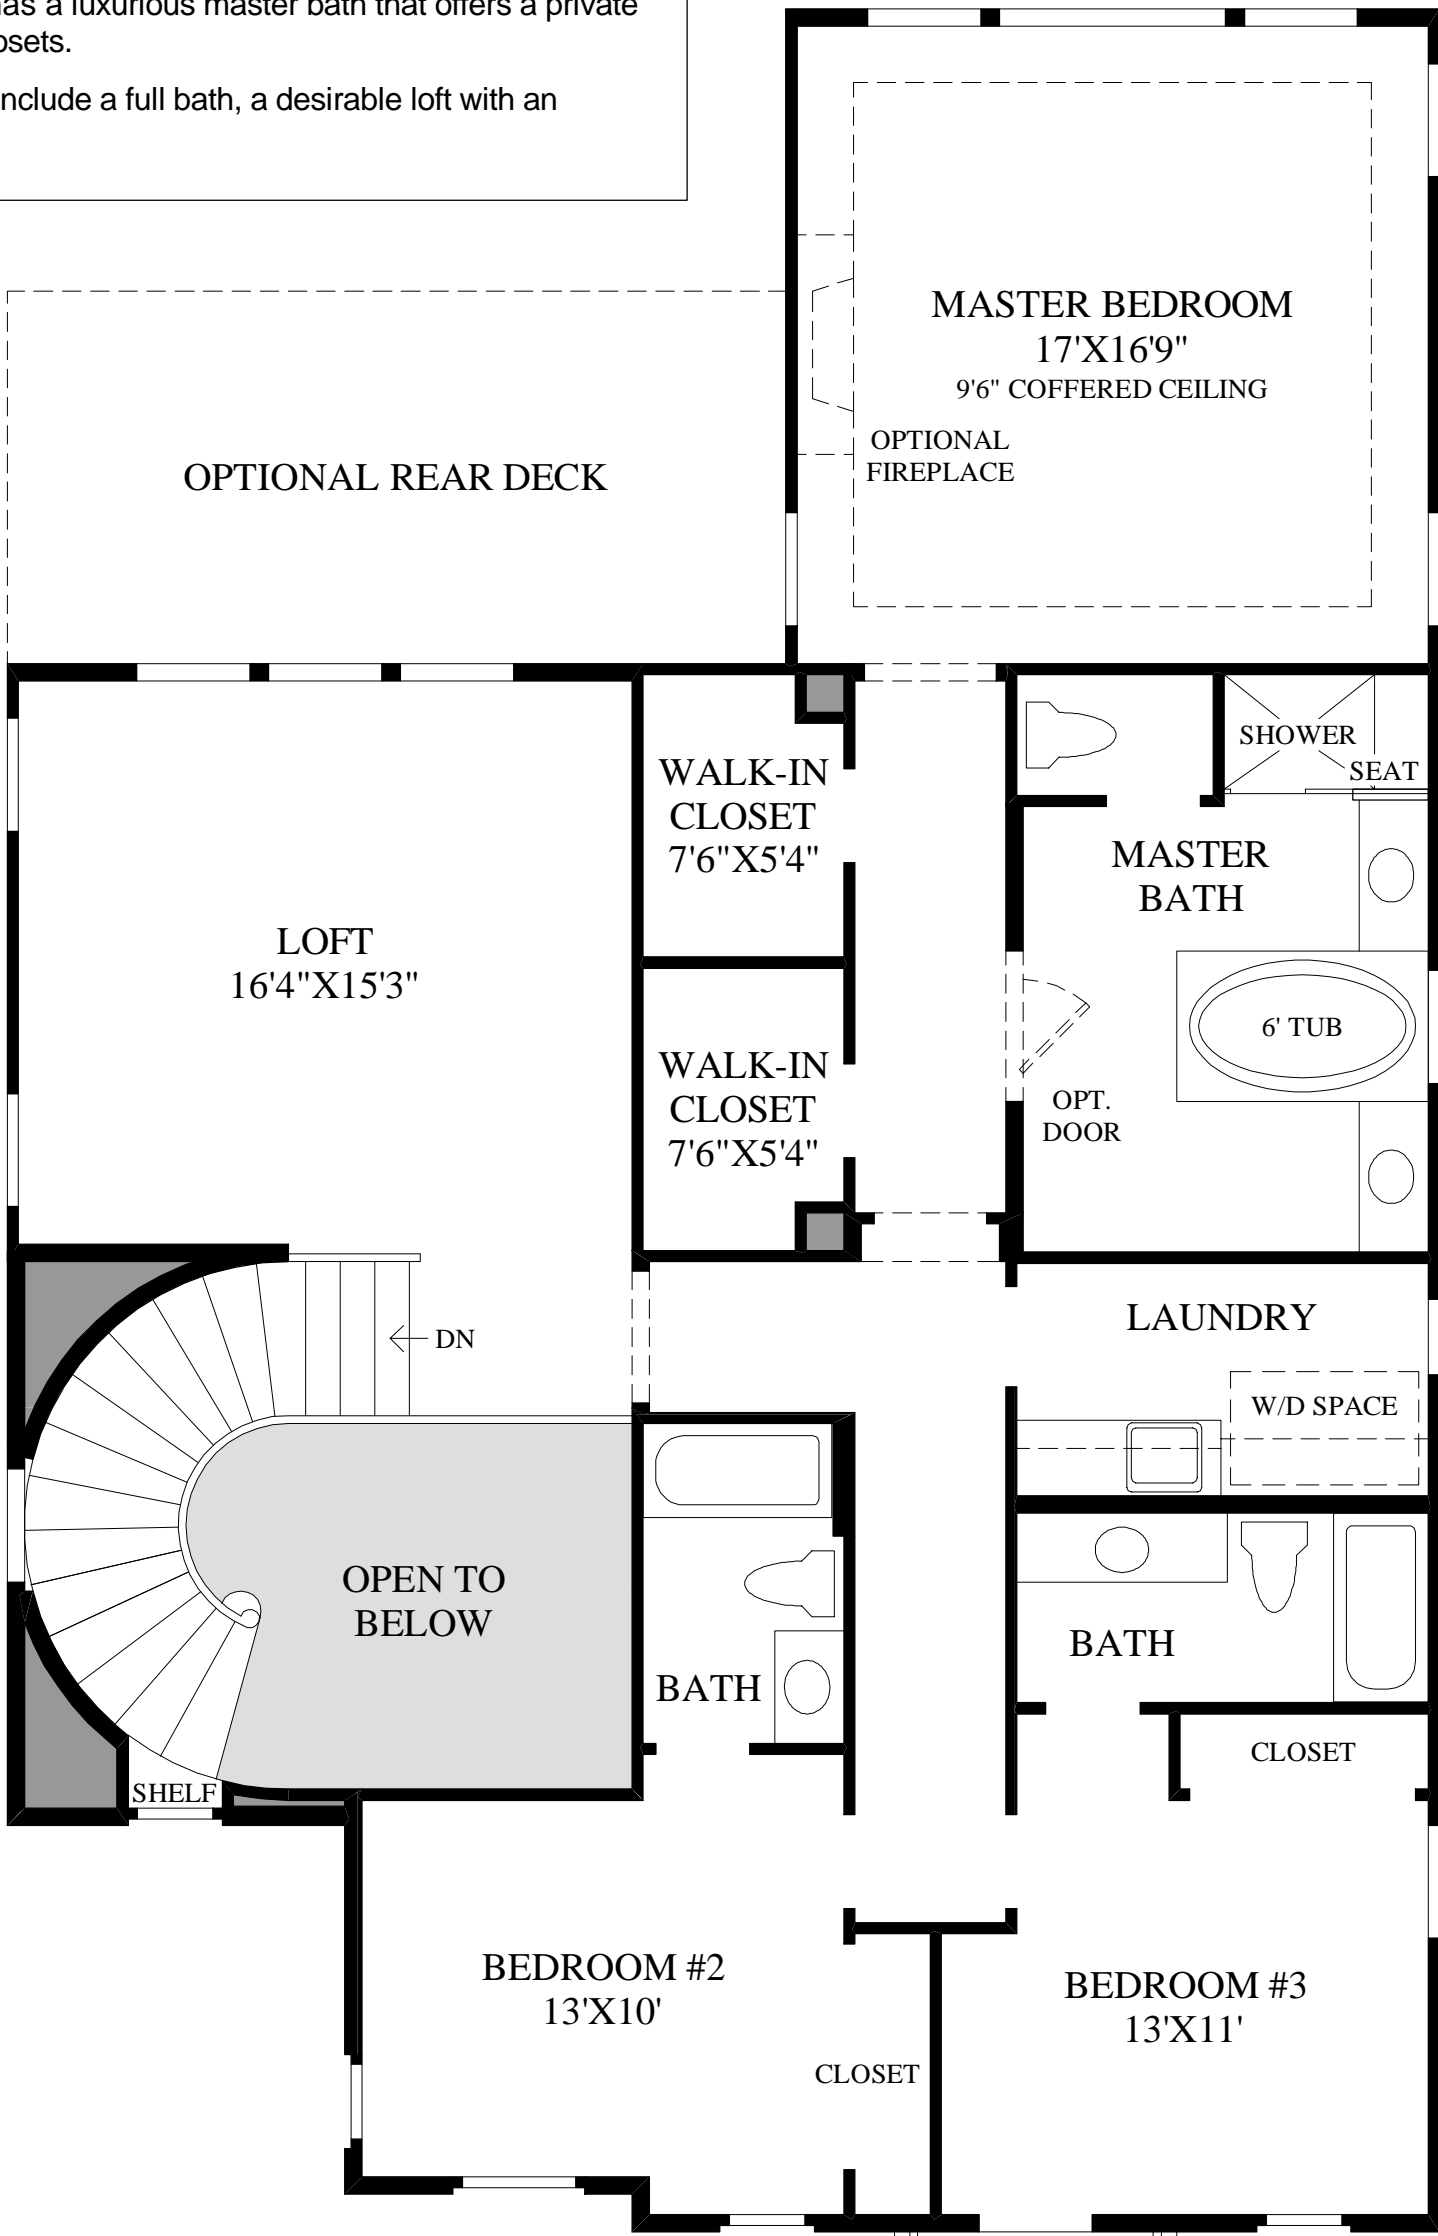 has a luxurious master bath that offers a private
osets.
include a full bath, a desirable loft with an
MASTER BEDROOM
17'X16'9"
9'6" COFFERED CEILING
OPTIONAL
FIREPLACE
OPTIONAL REAR DECK
WALK-IN
CLOSET
7'6"X5'4"
SHOWER
SEAT
MASTER
BATH
LOFT
16'4"X15'3"
6' TUB
WALK-IN
CLOSET
7'6"X5'4"
OPT.
DOOR
LAUNDRY
DN
W/D SPACE
OPEN TO
BELOW
BATH
BATH
CLOSET
SHELF
BEDROOM #2
13'X10'
BEDROOM #3
13'X11'
CLOSET